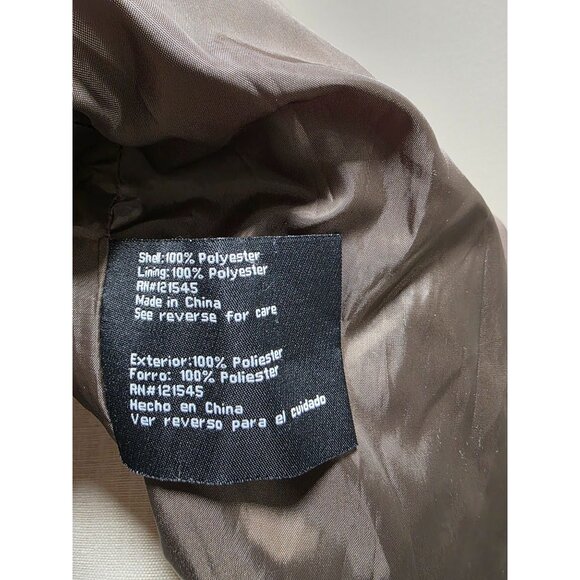 Shell:100% Polyester
Lining:100% Polyester
RN#121545
Made in China
See reverse for care
Exterior:100% Poliester
Forro: 100% Poliester
RN#121545
Hecho en China
Ver reverso para el cuidado